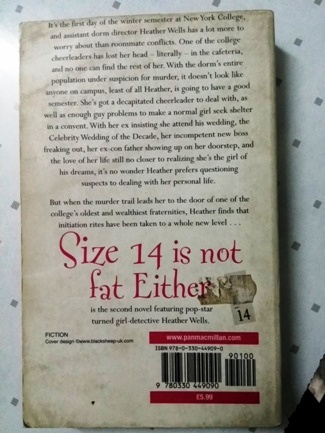 It's the first day of the winter semester at New York College,
and assistant dorm director Heather Wells has a lot more to
worry about than roommate conflicts. One of the college
cheerleaders has lost her head – literally – in the cafeteria,
and no one can find the rest of her. With the dorm's entire
population under suspicion for murder, it doesn't look like
anyone on campus, least of all Heather, is going to have a good
semester. She's got a decapitated cheerleader to deal with, as
well as enough guy problems to make a normal girl seek shelter
in a convent. With her ex insisting she attend his wedding, the
Celebrity Wedding of the Decade, her incompetent new boss
freaking out, her ex-con father showing up on her doorstep, and
the love of her life still no closer to realizing she's the girl of
his dreams, it's no wonder Heather prefers questioning
suspects to dealing with her personal life.
But when the murder trail leads her to the door of one of the
college's oldest and wealthiest fraternities, Heather finds that
initiation rites have been taken to a whole new level . . .
Size 14 is not
fat Either
14
is the second novel featuring pop-star
turned girl-detective Heather Wells.
FICTION
Cover design ©www.blacksheep-uk.com
www.panmacmillan.com
ISBN 978-0-330-44909-0
90100
9 780330 449090
£5.99